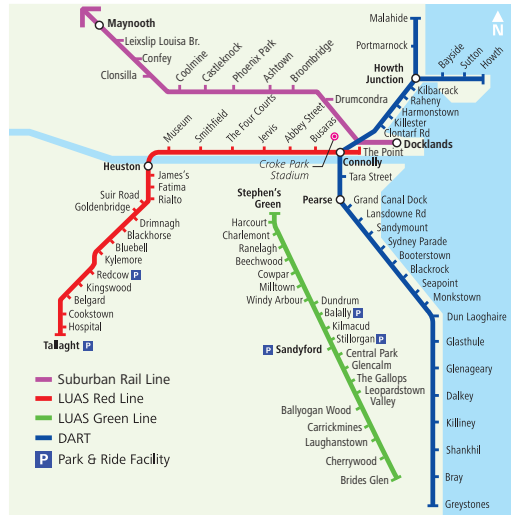 Maynooth
Leixslip Louisa Br.
Confey
Clonsilla
Coolmine
Castleknock
Phoenix Park
Ashtown
Broombridge
Drumcondra
Malahide
Portmarnock
Howth
Junction
Bayside
Sutton
Howth
N
Kilbarrack
Raheny
Harmonstown
Killester
Clontarf Rd
Docklands
Museum
Smithfield
The Four Courts
Jervis
Abbey Street
Busaras
Croke Park
Stadium
The Point
Connolly
Heuston
James's
Fatima
Rialto
Suir Road
Goldenbridge
Drimnagh
Blackhorse
Bluebell
Kylemore
Redcow P
Kingswood
Belgard
Cookstown
Hospital
Tallaght P
Tara Street
Pearse
Grand Canal Dock
Lansdowne Rd
Sandymount
Sydney Parade
Booterstown
Blackrock
Seapoint
Monkstown
Dun Laoghaire
Glasthule
Glenageary
Dalkey
Killiney
Shankhil
Bray
Greystones
Stephen's
Green
Harcourt
Charlemont
Ranelagh
Beechwood
Cowpar
Milltown
Windy Arbour
Dundrum
Balally P
Kilmacud
Stillorgan P
P Sandyford
Central Park
Glencalm
The Gallops
Leopardstown
Valley
Ballyogan Wood
Carrickmines
Laughanstown
Cherrywood
Brides Glen
Suburban Rail Line
LUAS Red Line
LUAS Green Line
DART
P Park & Ride Facility